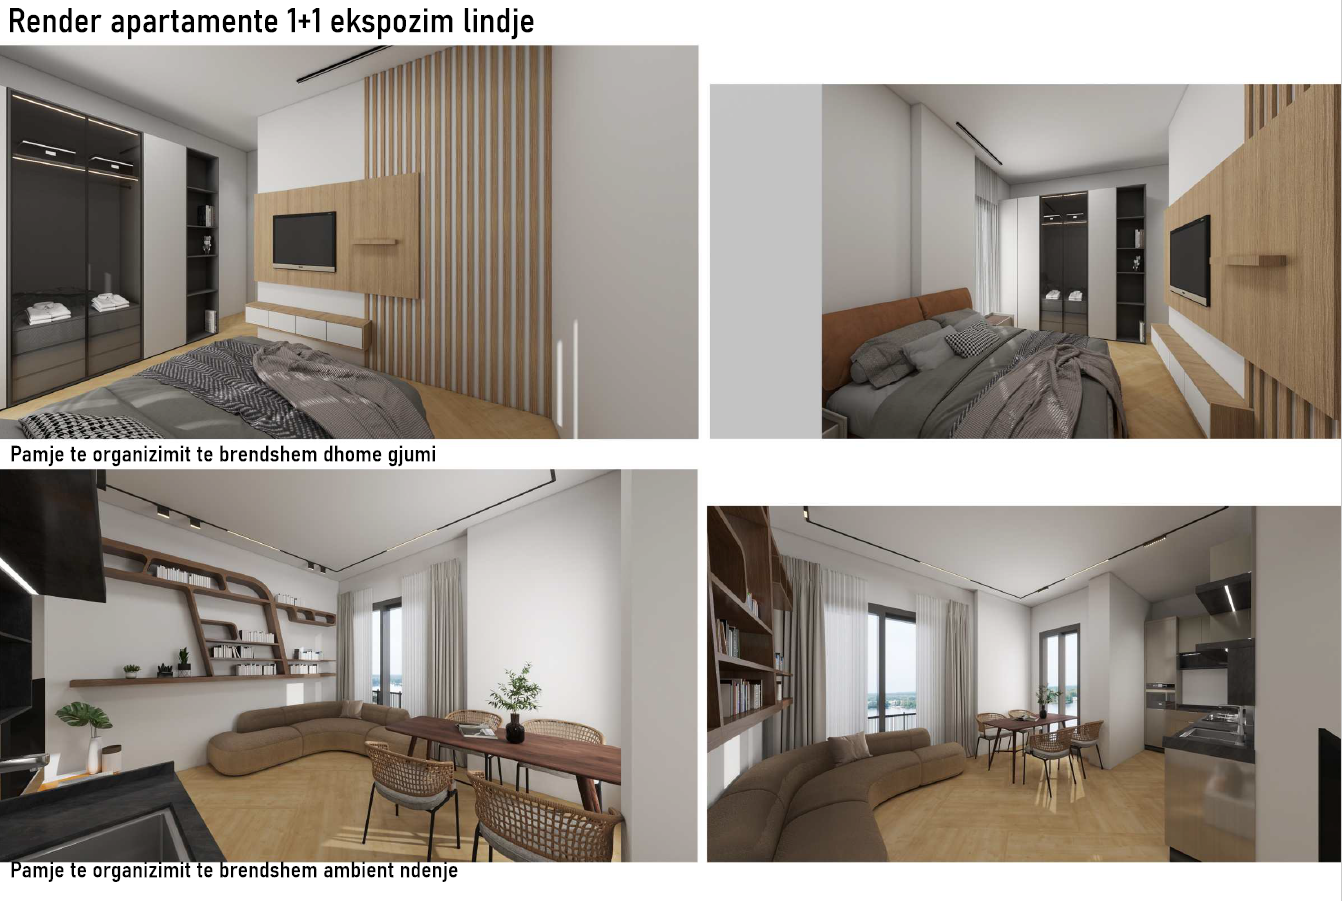 Render apartamente 1+1 ekspozim lindje
Pamje te organizimit te brendshem dhome gjumi
Pamje te organizimit te brendshem ambient ndenje